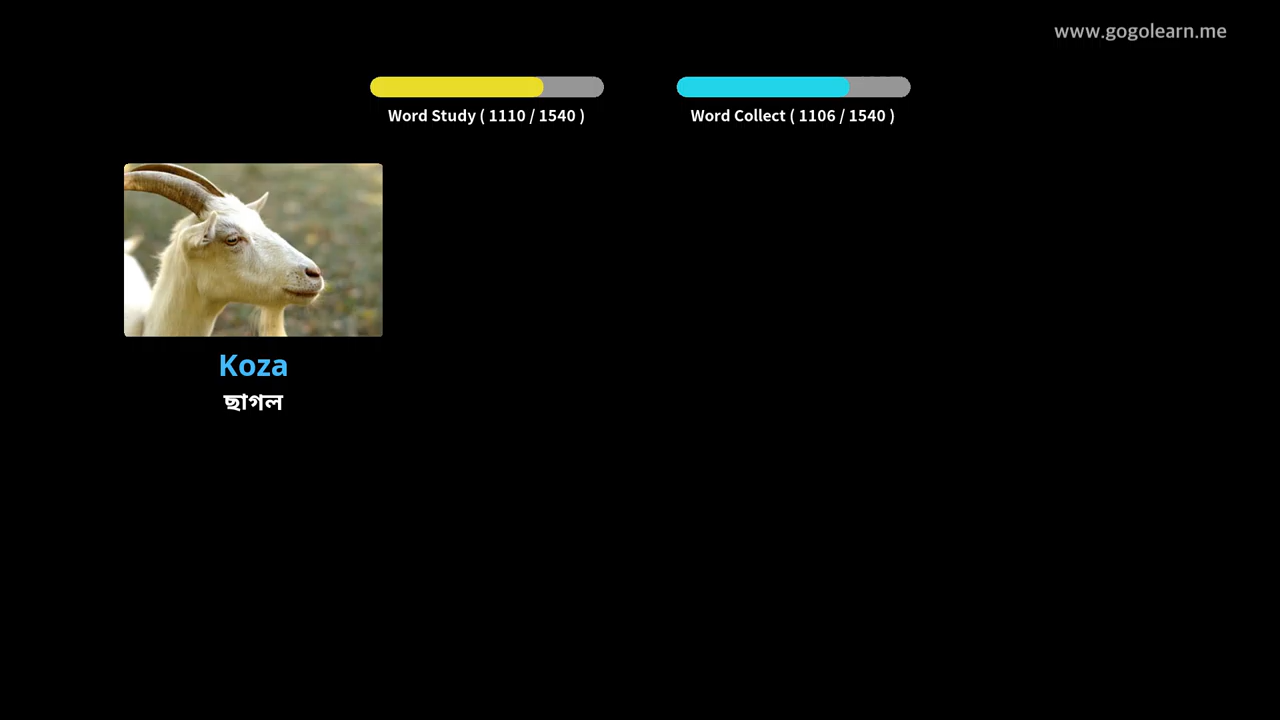 www.gogolearn.me
Word Study ( 1110 / 1540 )
Word Collect ( 1106 / 1540 )
Koza
ছাগল